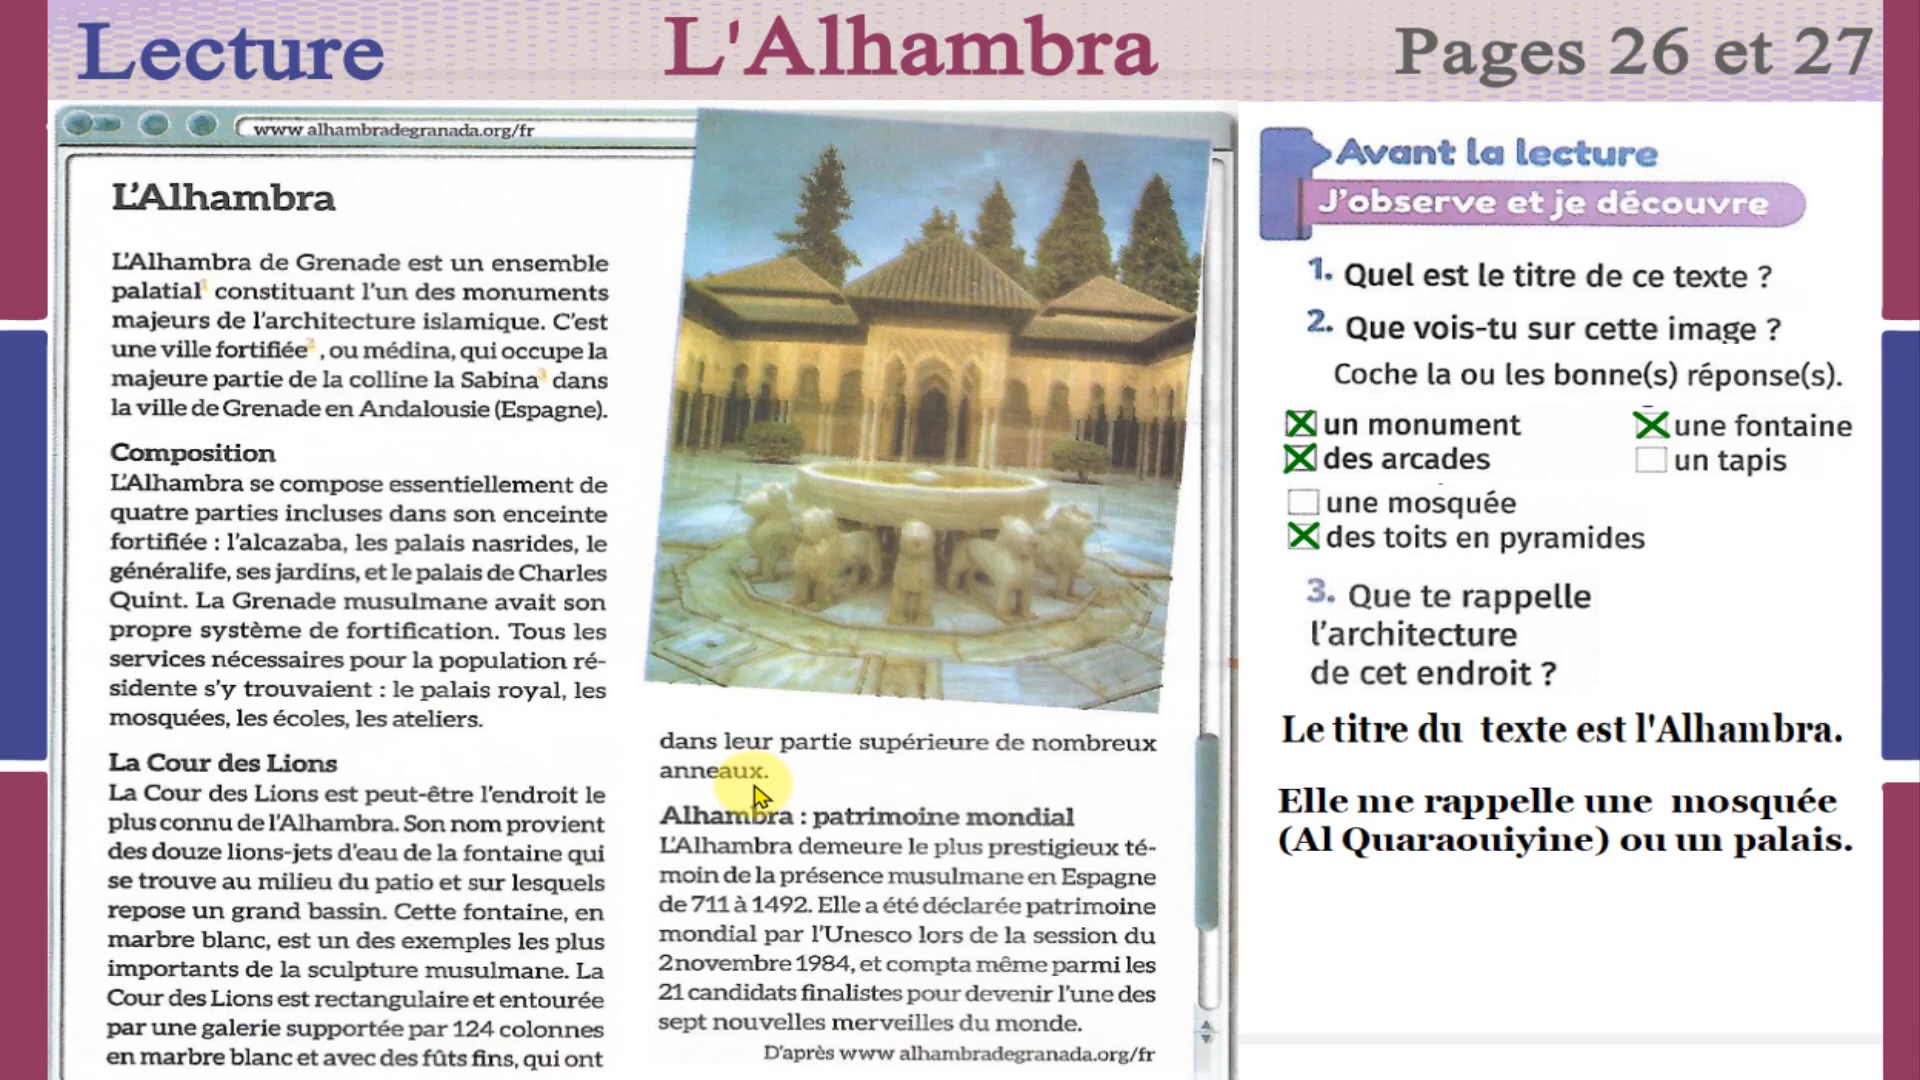 Lecture
L'Alhambra
Pages 26 et 27
www alhambradegranada.org/fr
L'Alhambra
L'Alhambra de Grenade est un ensemble
palatial¹ constituant l'un des monuments
majeurs de l'architecture islamique. C'est
une ville fortifiée² , ou médina, qui occupe la
majeure partie de la colline la Sabina³ dans
la ville de Grenade en Andalousie (Espagne).
Composition
L'Alhambra se compose essentiellement de
quatre parties incluses dans son enceinte
fortifiée : l'alcazaba, les palais nasrides, le
généralife, ses jardins, et le palais de Charles
Quint. La Grenade musulmane avait son
propre système de fortification. Tous les
services nécessaires pour la population ré-
sidente s'y trouvaient : le palais royal, les
mosquées, les écoles, les ateliers.
La Cour des Lions
La Cour des Lions est peut-être l'endroit le
plus connu de l'Alhambra. Son nom provient
des douze lions-jets d'eau de la fontaine qui
se trouve au milieu du patio et sur lesquels
repose un grand bassin. Cette fontaine, en
marbre blanc, est un des exemples les plus
importants de la sculpture musulmane. La
Cour des Lions est rectangulaire et entourée
par une galerie supportée par 124 colonnes
en marbre blanc et avec des fûts fins, qui ont
dans leur partie supérieure de nombreux
anneaux.
Alhambra : patrimoine mondial
L'Alhambra demeure le plus prestigieux té-
moin de la présence musulmane en Espagne
de 711 à 1492. Elle a été déclarée patrimoine
mondial par l'Unesco lors de la session du
2novembre 1984, et compta même parmi les
21 candidats finalistes pour devenir l'une des
sept nouvelles merveilles du monde.
D'après www alhambradegranada.org/fr
Avant la lecture
J'observe et je découvre
1. Quel est le titre de ce texte ?
2. Que vois-tu sur cette image ?
Coche la ou les bonne(s) réponse(s).
un monument
une fontaine
des arcades
un tapis
une mosquée
des toits en pyramides
3. Que te rappelle
l'architecture
de cet endroit ?
Le titre du texte est l'Alhambra.
Elle me rappelle une mosquée
(Al Quaraouiyine) ou un palais.